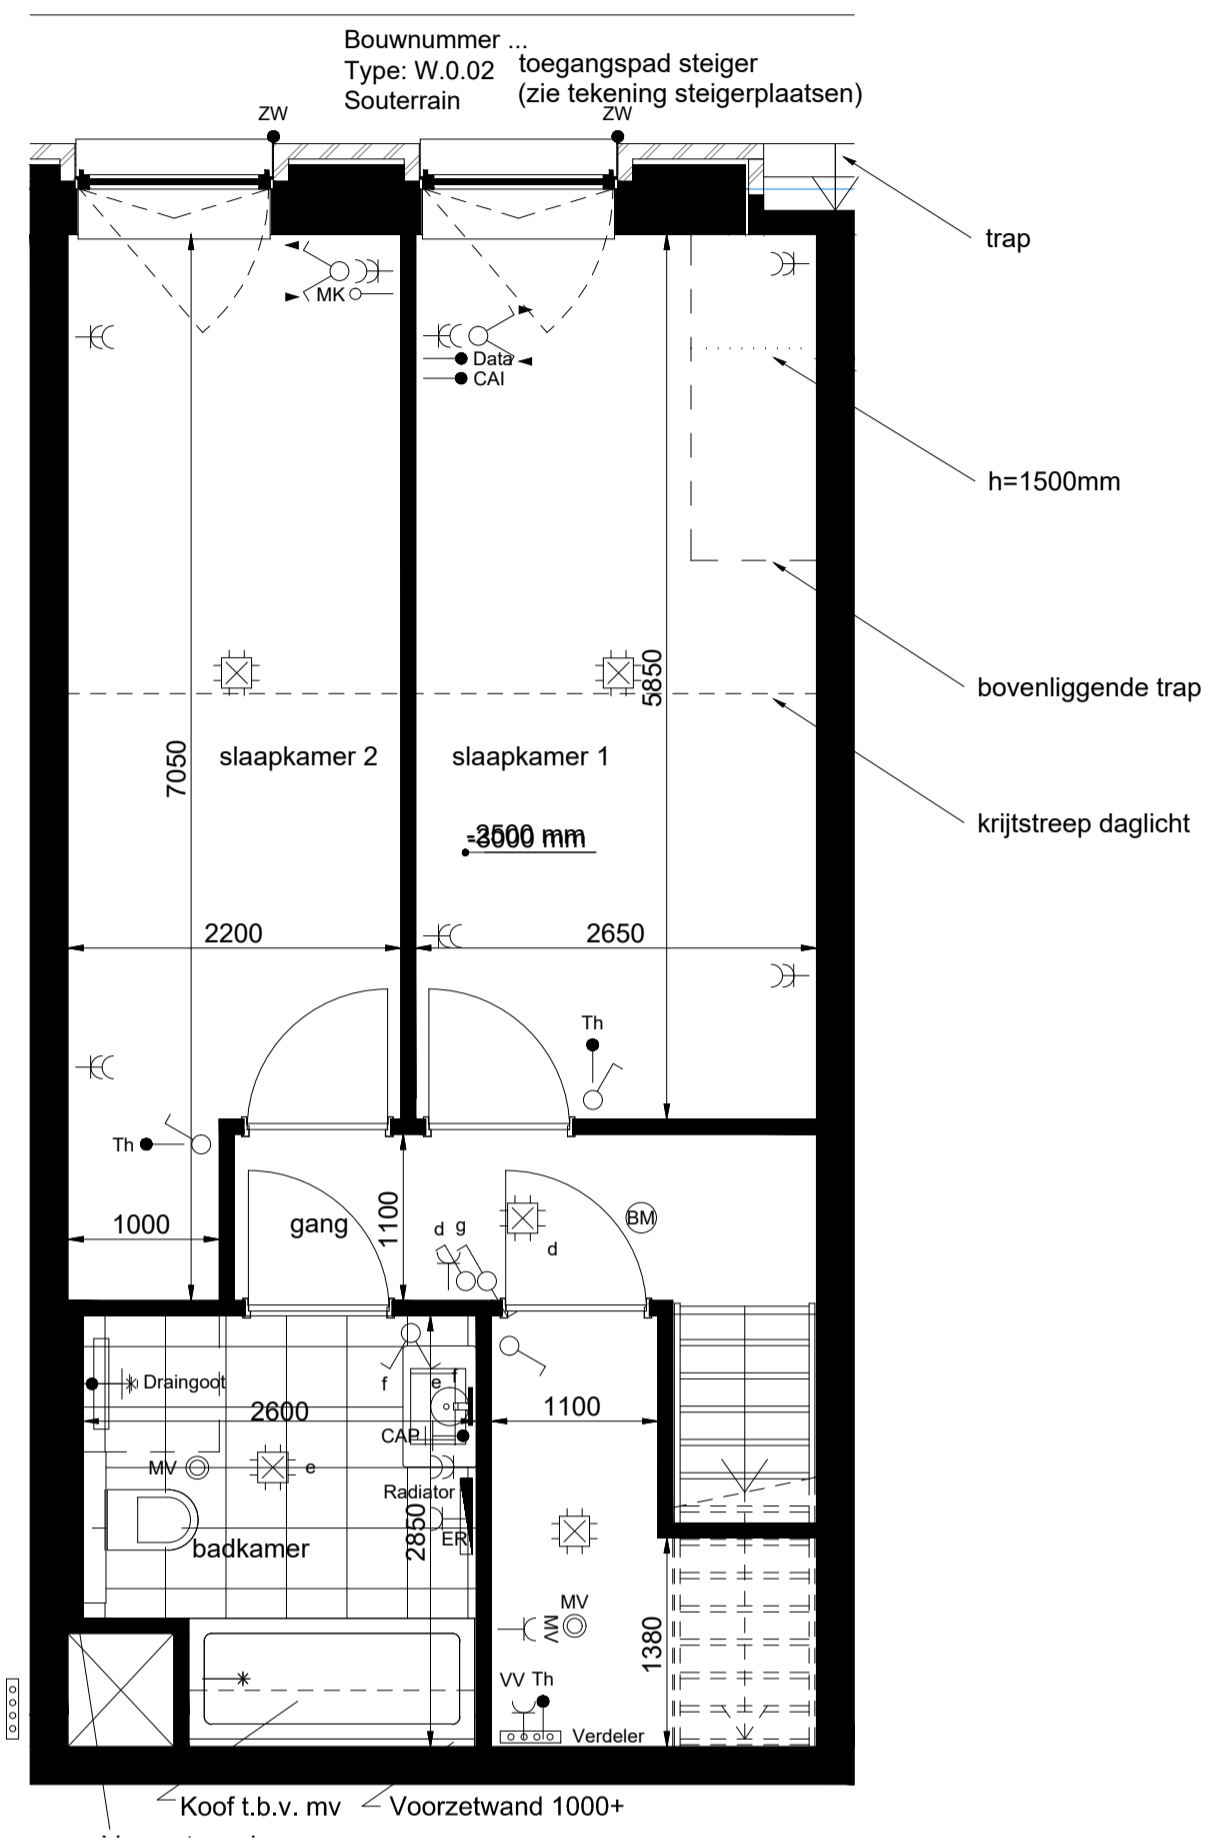 Bouwnummer ...
Type: W.0.02
Souterrain
toegangspad steiger
(zie tekening steigerplaatsen)
ZW
ZW
trap
MK
Data
CAI
h=1500mm
5850
bovenliggende trap
7050
slaapkamer 2
slaapkamer 1
krijtstreep daglicht
2200
2650
Th
Th
1000
gang
1100
d
g
d
BM
Draingoot
f
e
f
2600
1100
CAP
MV
e
Radiator
2850
ER
badkamer
MV
MV
1380
VV
Th
Verdeler
Koof t.b.v. mv
Voorzetwand 1000+